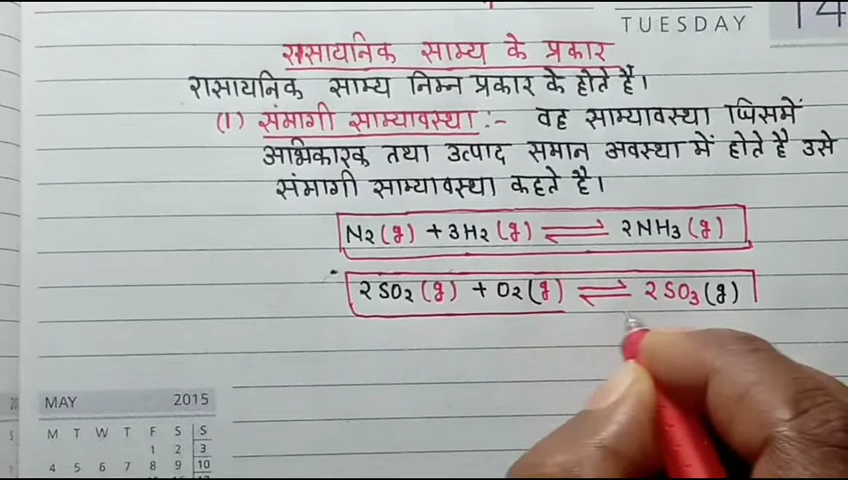 TUESDAY 14
रासायनिक साम्य के प्रकार
रासायनिक साम्य निम्न प्रकार के होते हैं।
(1) संमागी साम्यावस्था :- वह साम्यावस्था जिसमें
अभिकारक तथा उत्पाद समान अवस्था में होते है उसे
संमागी साम्यावस्था कहते है।
N2(g) + 3H2(g) ⇌ 2NH3(g)
2SO2(g) + O2(g) ⇌ 2SO3(g)
MAY 2015
M T W T F S S
1 2 3
4 5 6 7 8 9 10